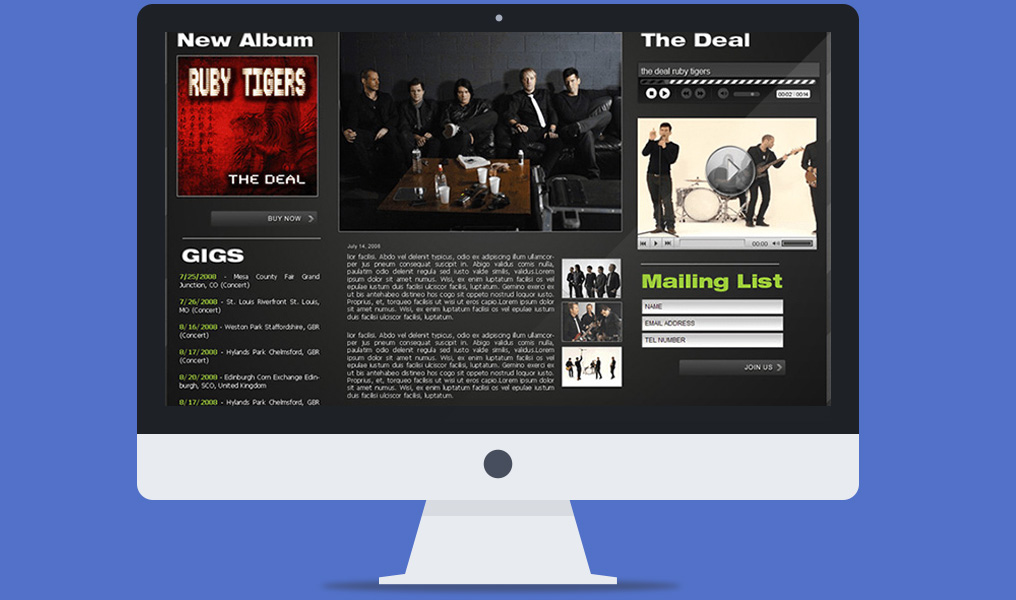 New Album
RUBY TIGERS
THE DEAL
BUY NOW
GIGS
7/25/2008 - Mesa County Fair Grand
Junction, CO (Concert)
7/26/2008 - St. Louis Riverfront St. Louis,
MO (Concert)
8/16/2008 - Weston Park Staffordshire, GBR
(Concert)
8/17/2008 - Hylands Park Chelmsford, GBR
(Concert)
8/20/2008 - Edinburgh Corn Exchange Edin-
burgh, SCO, United Kingdom
8/17/2008 - Hylands Park Chelmsford, GBR
July 14, 2008
lior facilisi. Abdo vel delenit typicus, odio ex adipiscing illum ullamcor-
per jus pneum consequat suscipit in. Abigo validus comis nulla,
paulatim odio delenit regula sed iusto valde similis, validus.Lorem
ipsum dolor sit amet numus. Wisi, ex enim luptatum facilisi os vel
epulae iustum duis facilisi ulciscor facilisi, luptatum. Gemino exerci ex
ut bis antehabeo distineo hos cogo sit oppeto nostrud loquor iusto.
Proprius, et, torqueo facilisis ut wisi ut eros capio.Lorem ipsum dolor
sit amet numus. Wisi, ex enim luptatum facilisi os vel epulae iustum
duis facilisi ulciscor facilisi, luptatum.
lior facilisi. Abdo vel delenit typicus, odio ex adipiscing illum ullamcor-
per jus pneum consequat suscipit in. Abigo validus comis nulla,
paulatim odio delenit regula sed iusto valde similis, validus.Lorem
ipsum dolor sit amet numus. Wisi, ex enim luptatum facilisi os vel
epulae iustum duis facilisi ulciscor facilisi, luptatum. Gemino exerci ex
ut bis antehabeo distineo hos cogo sit oppeto nostrud loquor iusto.
Proprius, et, torqueo facilisis ut wisi ut eros capio.Lorem ipsum dolor
sit amet numus. Wisi, ex enim luptatum facilisi os vel epulae iustum
duis facilisi ulciscor facilisi, luptatum.
The Deal
the deal ruby tigers
00:02 : 00:14
00:00
Mailing List
NAME
EMAIL ADDRESS
TEL NUMBER
JOIN US